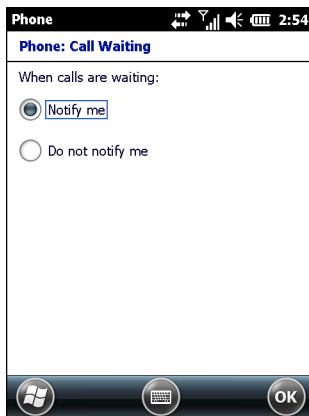 Phone 2:54
Phone: Call Waiting
When calls are waiting:
Notify me
Do not notify me
OK